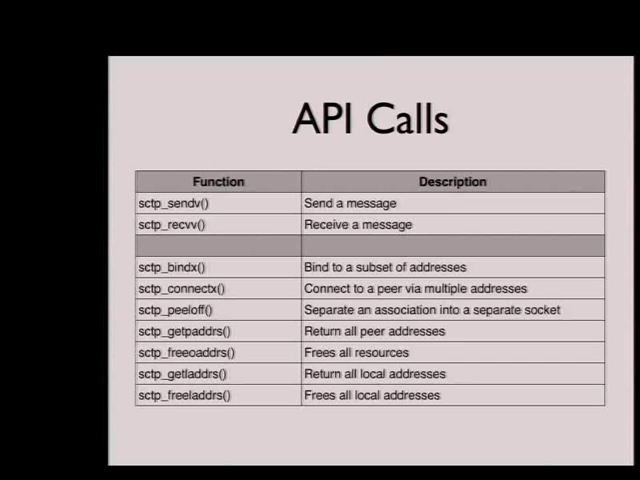 API Calls
Function Description
sctp_sendv() Send a message
sctp_recvv() Receive a message
sctp_bindx() Bind to a subset of addresses
sctp_connectx() Connect to a peer via multiple addresses
sctp_peeloff() Separate an association into a separate socket
sctp_getpaddrs() Return all peer addresses
sctp_freeoaddrs() Frees all resources
sctp_getladdrs() Return all local addresses
sctp_freeladdrs() Frees all local addresses